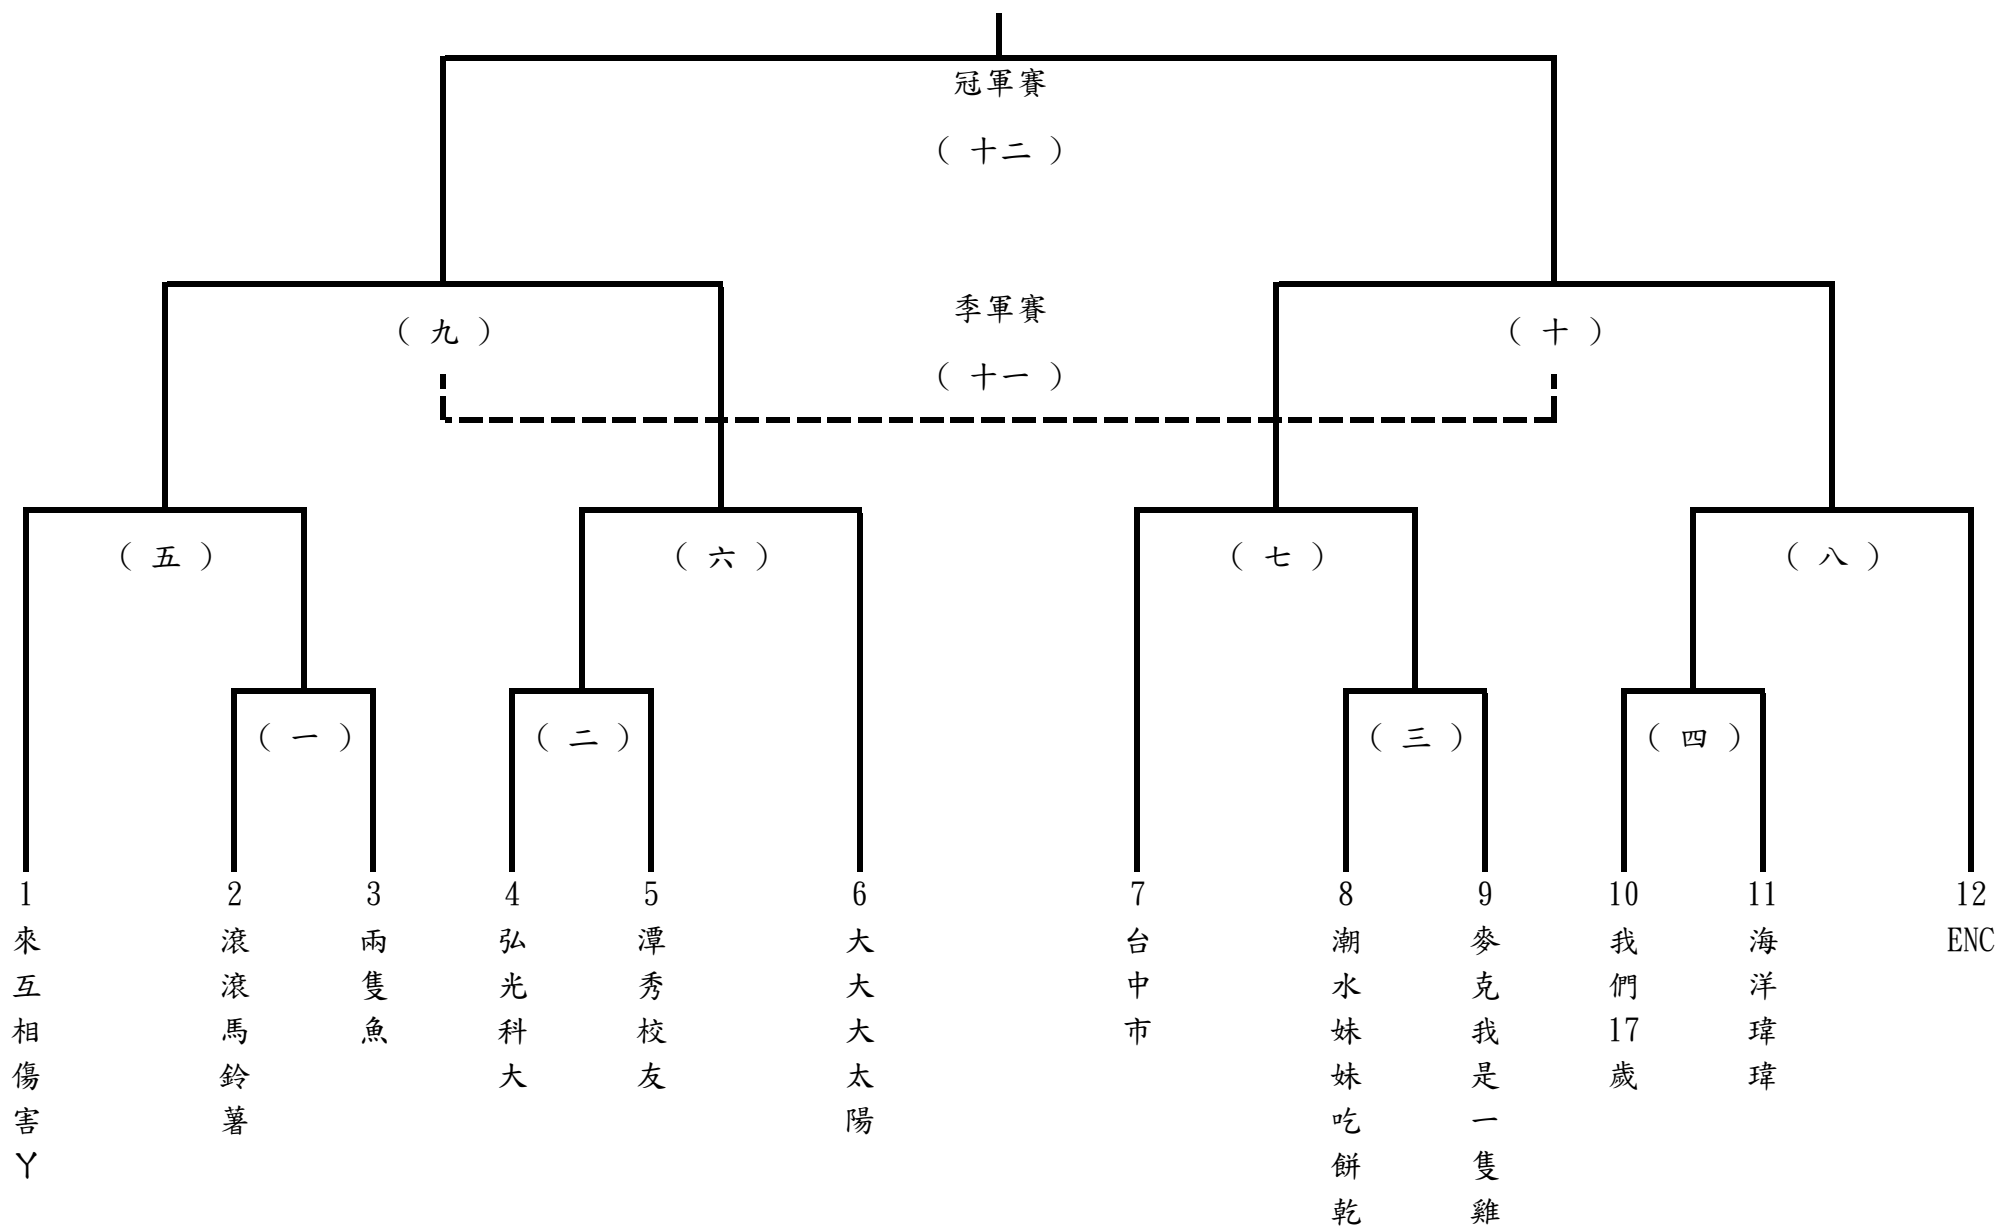 冠軍賽
( 十二 )
季軍賽
( 九 )
( 十 )
( 十一 )
( 五 )
( 六 )
( 七 )
( 八 )
( 一 )
( 二 )
( 三 )
( 四 )
1
來互相傷害ㄚ
2
滾滾馬鈴薯
3
兩隻魚
4
弘光科大
5
潭秀校友
6
大大大太陽
7
台中市
8
潮水妹妹吃餅乾
9
麥克我是一隻雞
10
我們17歲
11
海洋瑋瑋
12
ENC